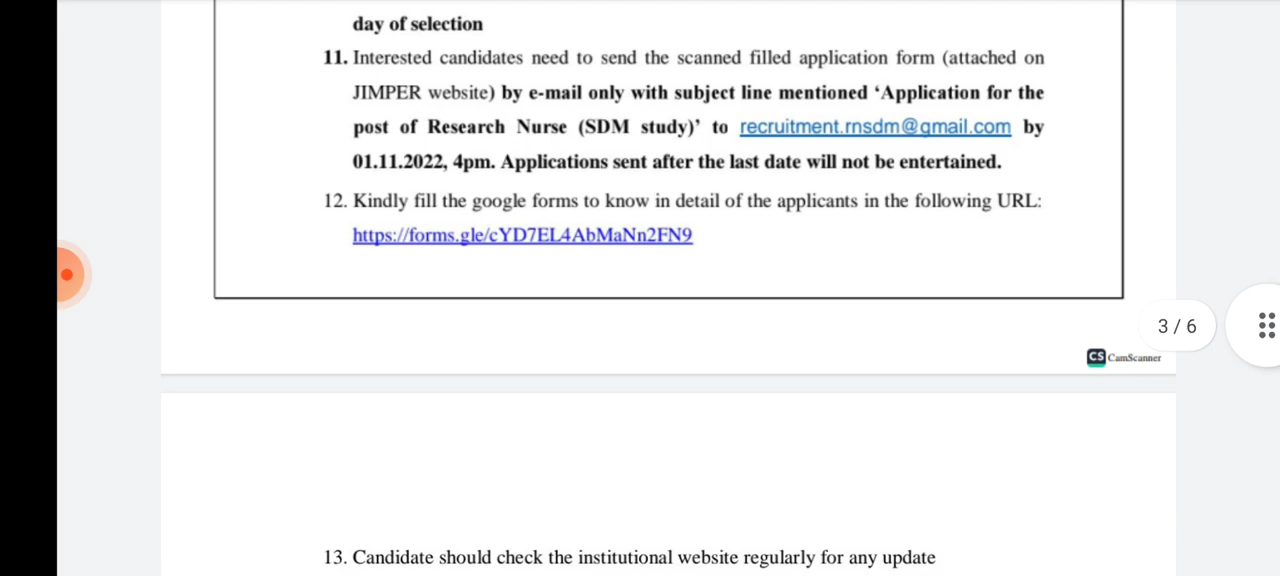 day of selection
11. Interested candidates need to send the scanned filled application form (attached on
JIMPER website) by e-mail only with subject line mentioned ‘Application for the
post of Research Nurse (SDM study)’ to recruitment.rnsdm@gmail.com by
01.11.2022, 4pm. Applications sent after the last date will not be entertained.
12. Kindly fill the google forms to know in detail of the applicants in the following URL:
https://forms.gle/cYD7EL4AbMaNn2FN9
3 / 6
CS CamScanner
13. Candidate should check the institutional website regularly for any update